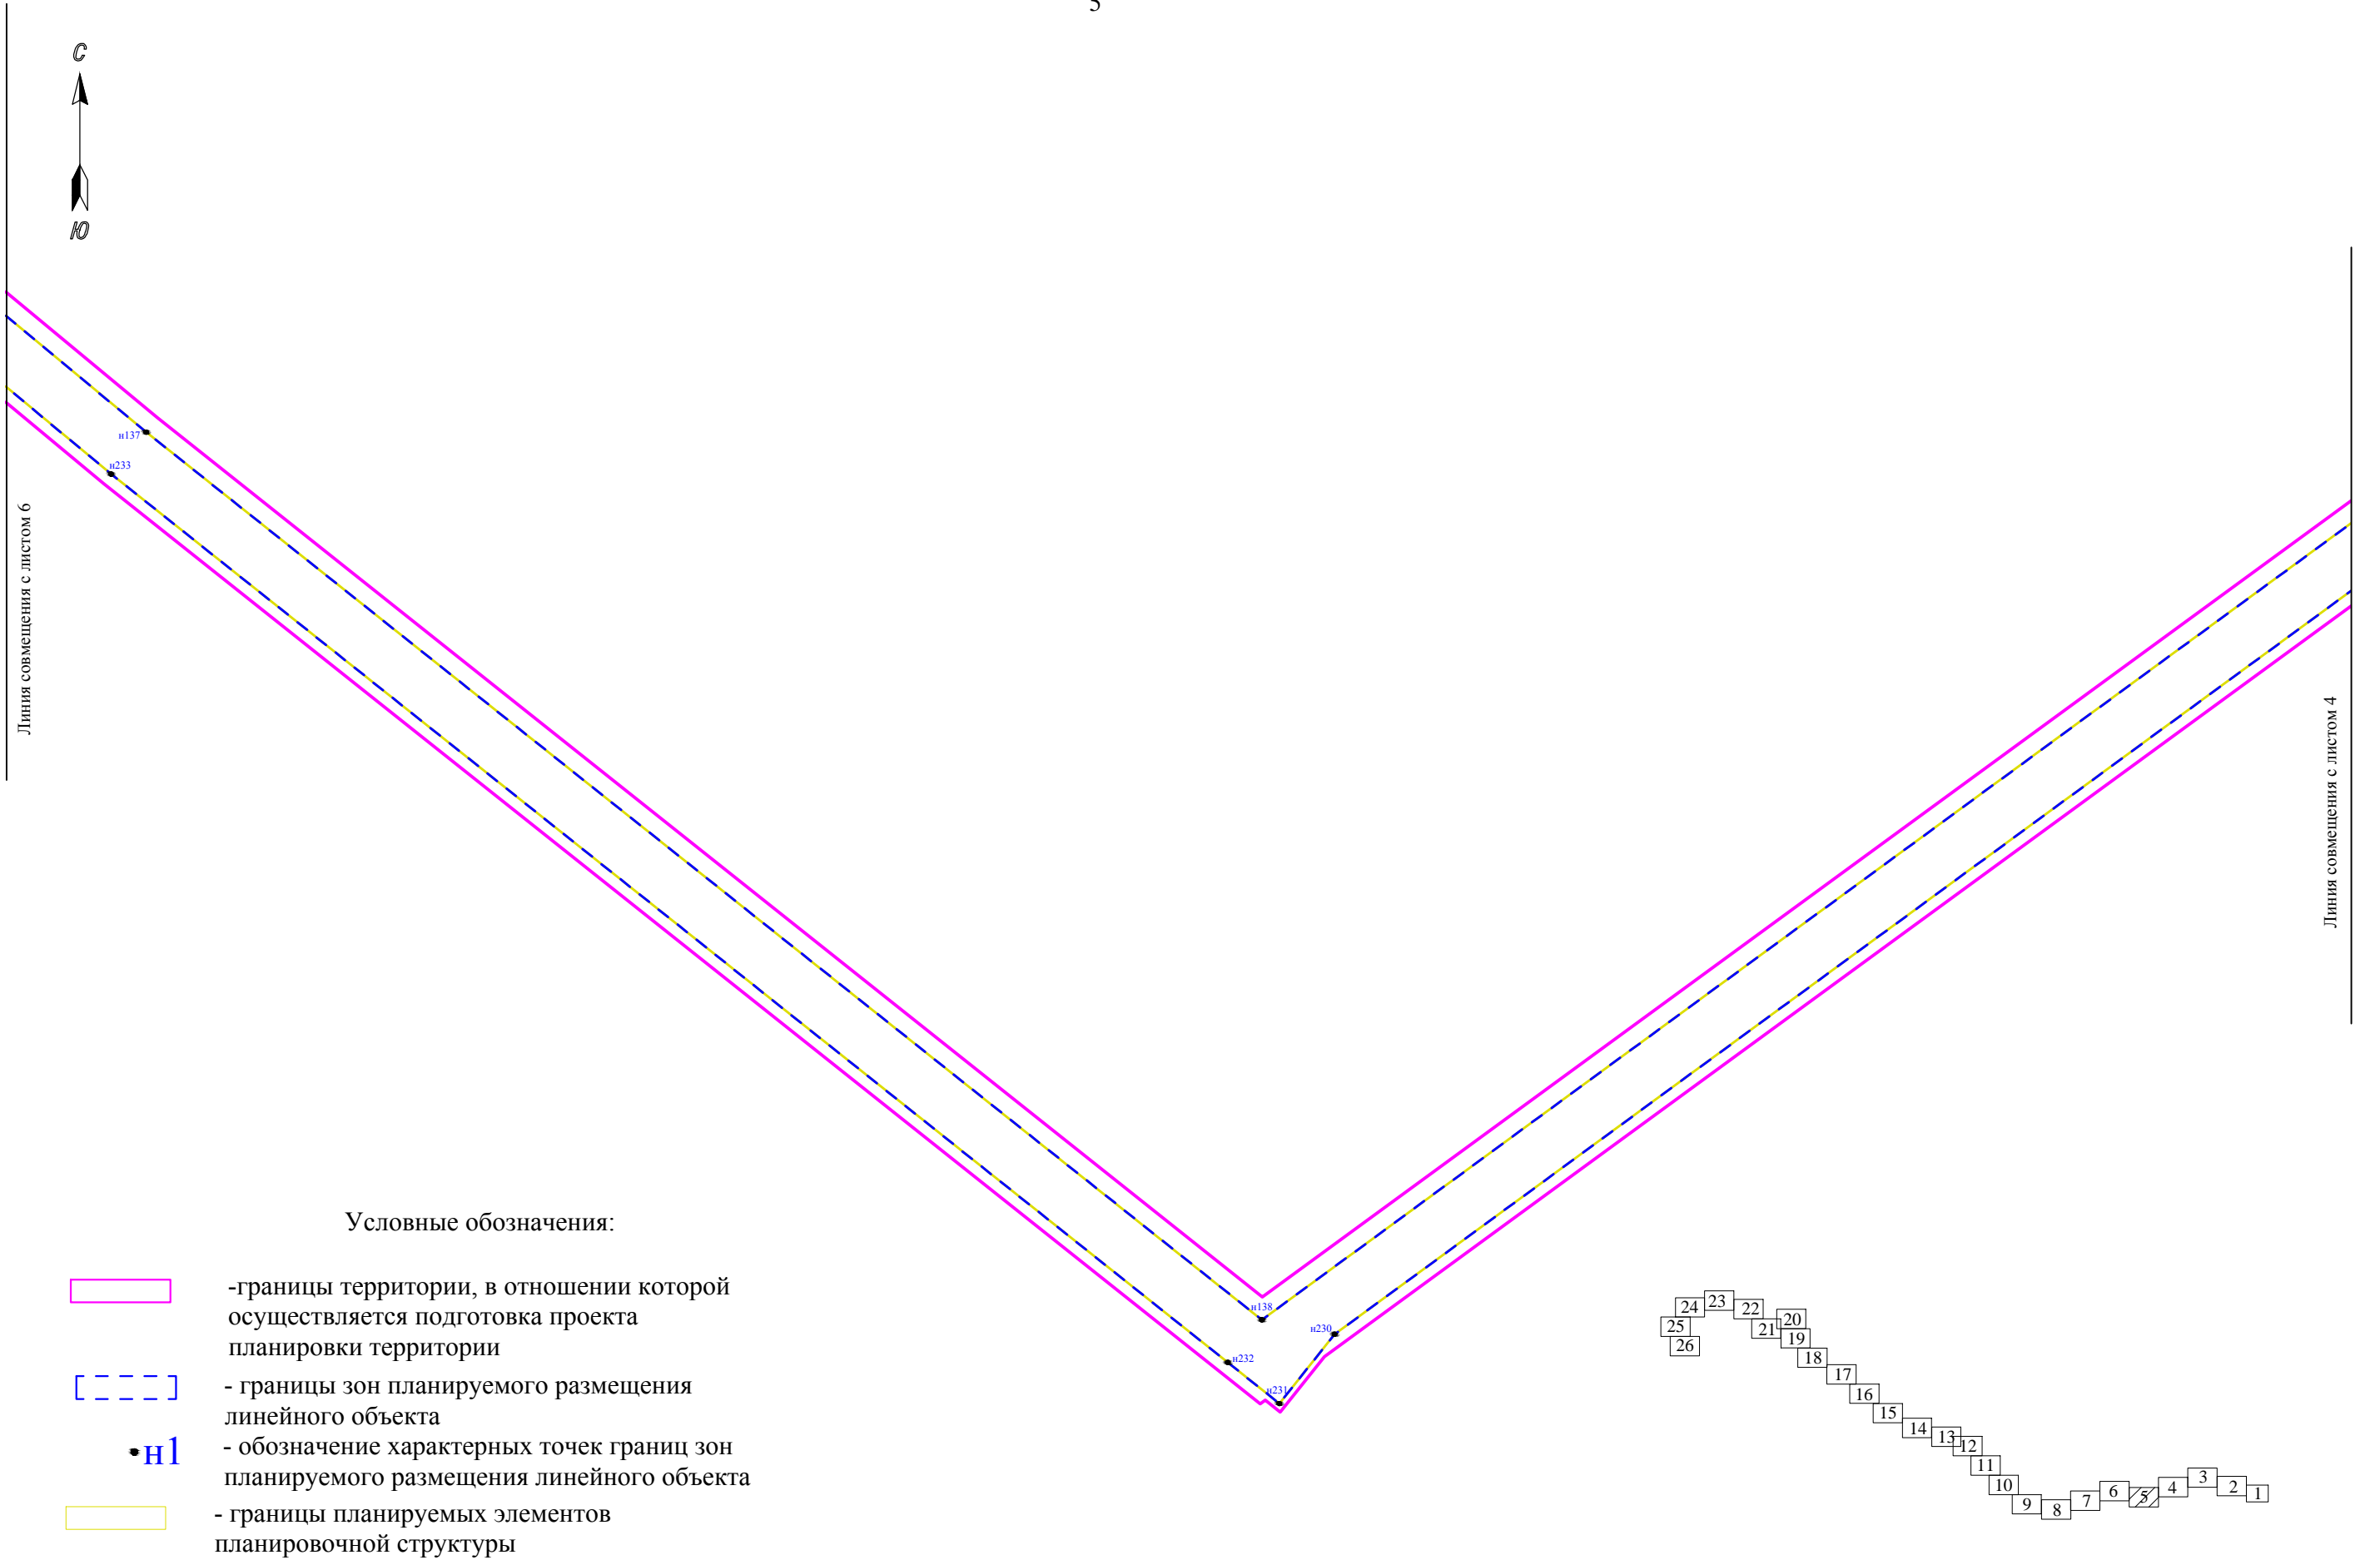 5
С
Ю
н137
н233
Линия совмещения с листом 6
Линия совмещения с листом 4
н138
н230
н232
н231
Условные обозначения:
-границы территории, в отношении которой
осуществляется подготовка проекта
планировки территории
- границы зон планируемого размещения
линейного объекта
н1
- обозначение характерных точек границ зон
планируемого размещения линейного объекта
- границы планируемых элементов
планировочной структуры
24 23 22 20
25 21 19
26 18
17
16
15
14
13 12
11
10
9 8 7 6 5 4 3 2 1